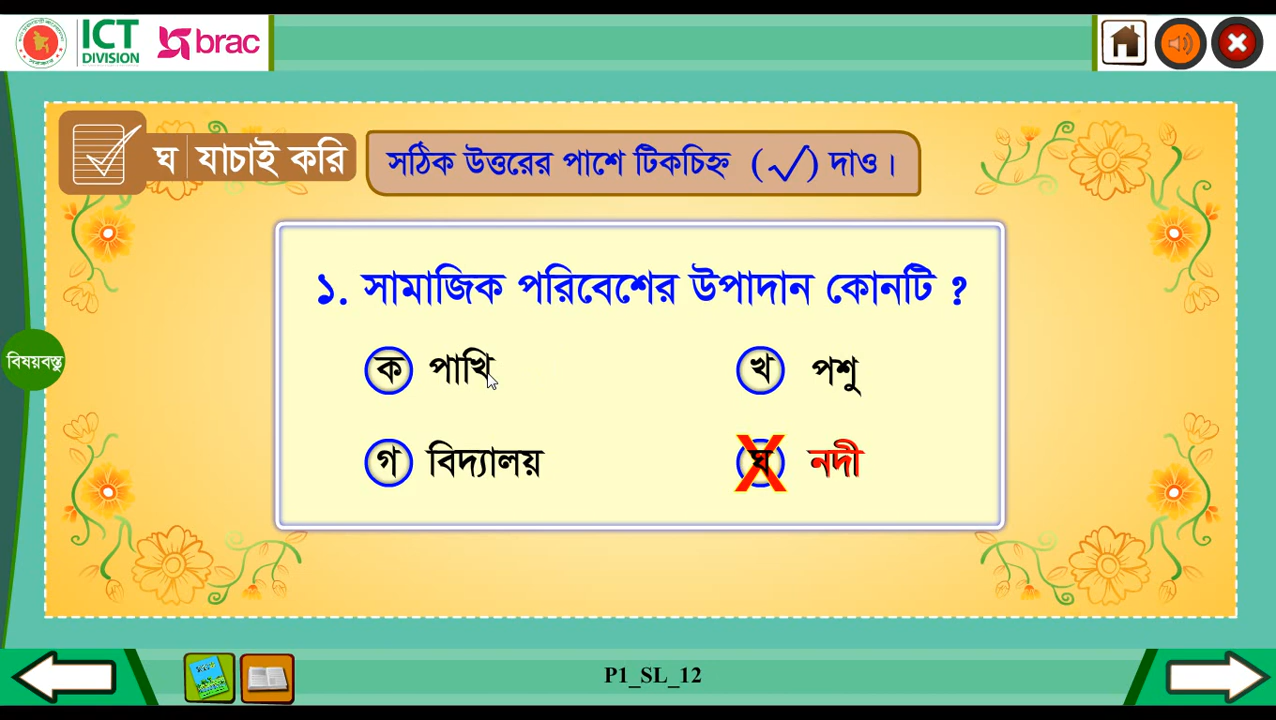 ICT
DIVISION
brac
ঘ যাচাই করি
সঠিক উত্তরের পাশে টিকচিহ্ন (✓) দাও।
১. সামাজিক পরিবেশের উপাদান কোনটি ?
ক পাখি
খ পশু
গ বিদ্যালয়
ঘ নদী
বিষয়বস্তু
P1_SL_12